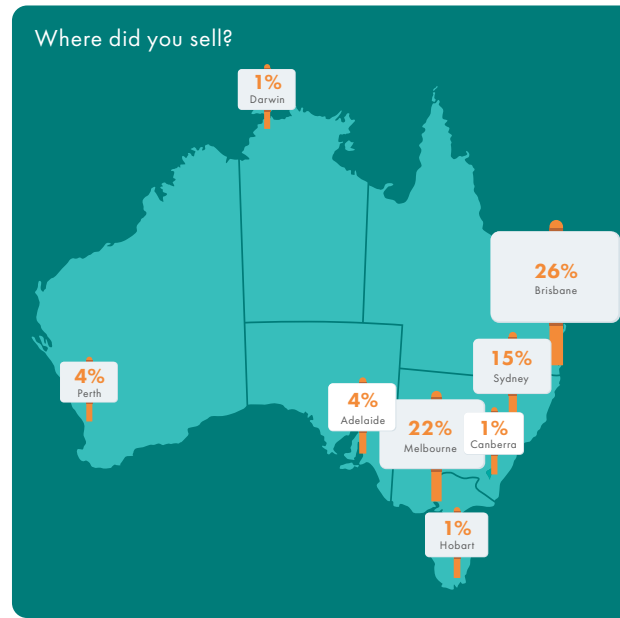 Where did you sell?
1%
Darwin
26%
Brisbane
15%
Sydney
4%
Perth
4%
Adelaide
22%
Melbourne
1%
Canberra
1%
Hobart